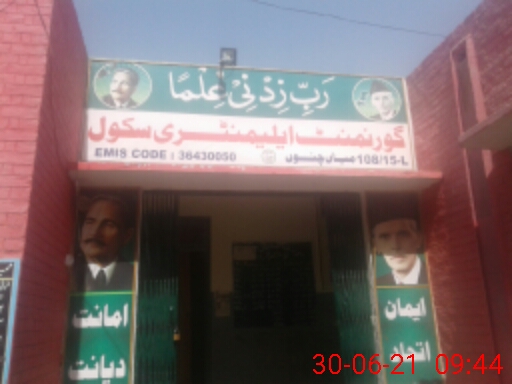 رَبِّ زِدْنِیْ عِلْمًا
گورنمنٹ ایلیمنٹری سکول
108/15-L میاں چنوں
EMIS CODE : 36430050
امانت
دیانت
ایمان
اتحاد
30-06-21 09:44